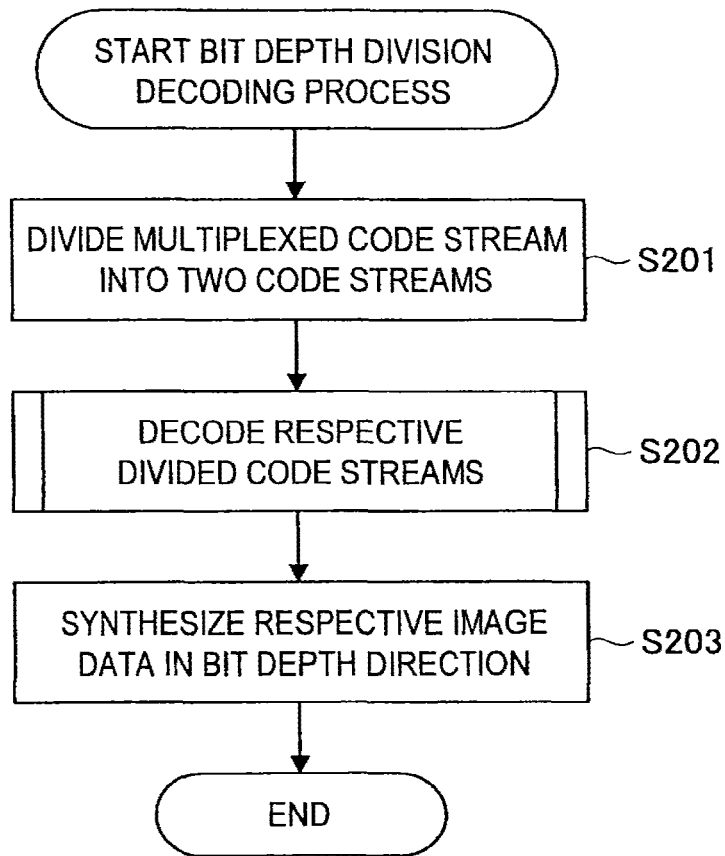 START BIT DEPTH DIVISION
DECODING PROCESS
DIVIDE MULTIPLEXED CODE STREAM
INTO TWO CODE STREAMS
S201
DECODE RESPECTIVE
DIVIDED CODE STREAMS
S202
SYNTHESIZE RESPECTIVE IMAGE
DATA IN BIT DEPTH DIRECTION
S203
END